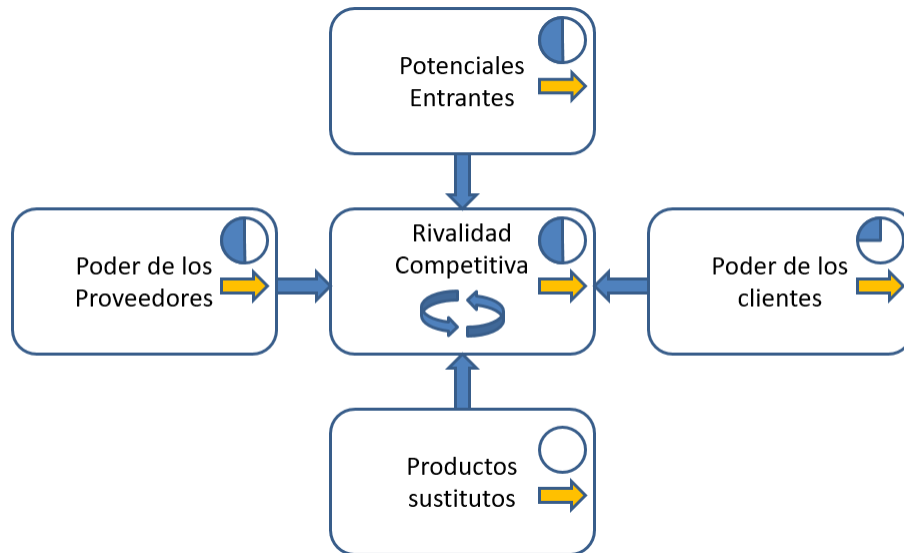 Potenciales
Entrantes
Poder de los
Proveedores
Rivalidad
Competitiva
Poder de los
clientes
Productos
sustitutos